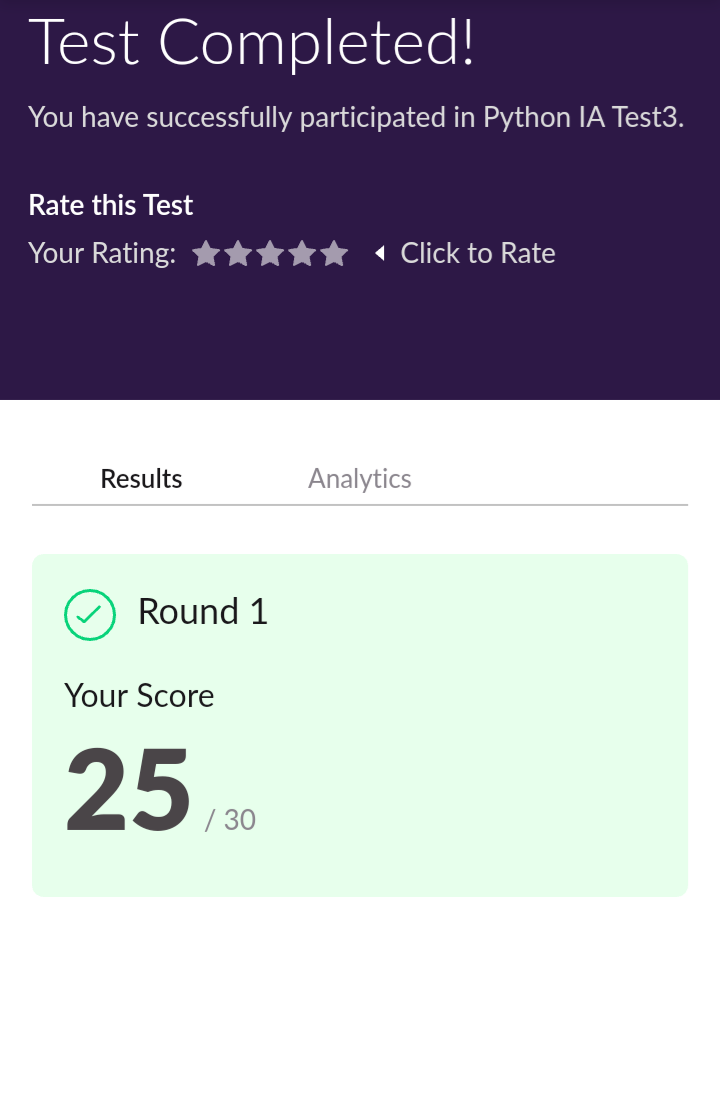 Test Completed!
You have successfully participated in Python IA Test3.
Rate this Test
Your Rating: Click to Rate
Results Analytics
Round 1
Your Score
25 / 30